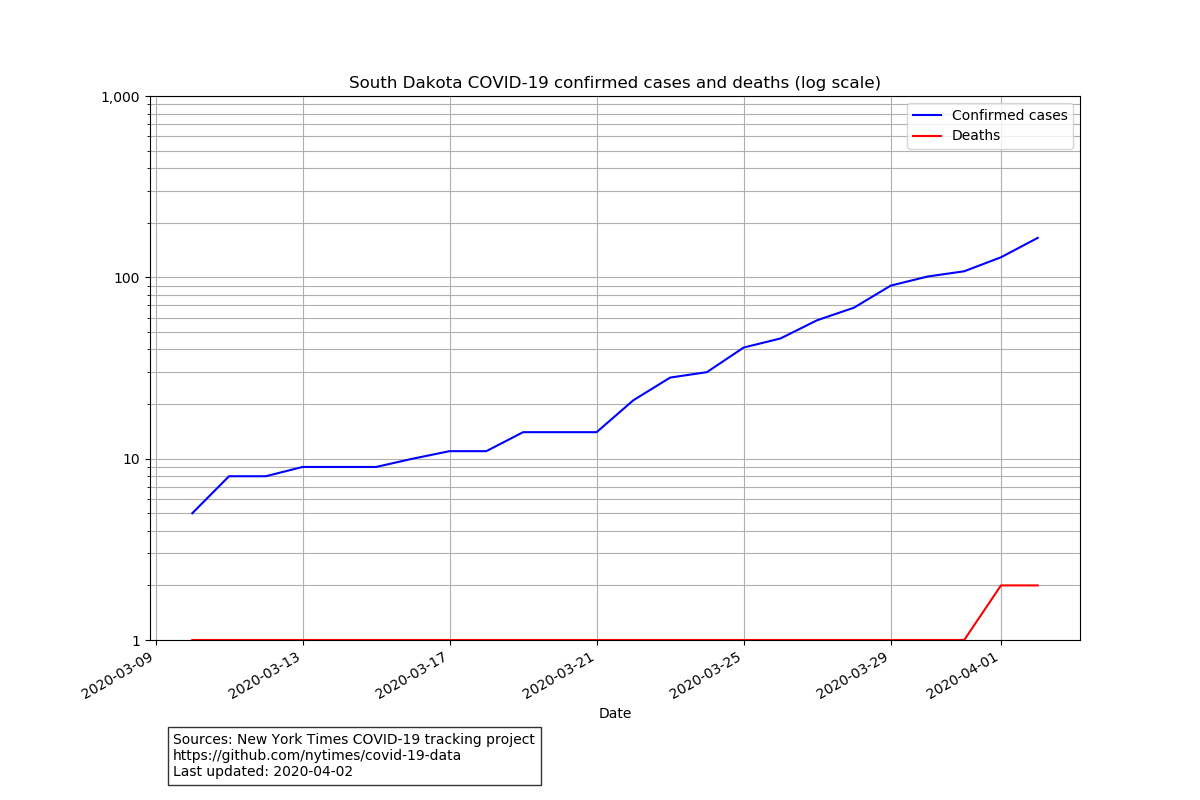 South Dakota COVID-19 confirmed cases and deaths (log scale)
1,000
100
10
1
Confirmed cases
Deaths
2020-03-09
2020-03-13
2020-03-17
2020-03-21
2020-03-25
2020-03-29
2020-04-01
Date
Sources: New York Times COVID-19 tracking project
https://github.com/nytimes/covid-19-data
Last updated: 2020-04-02